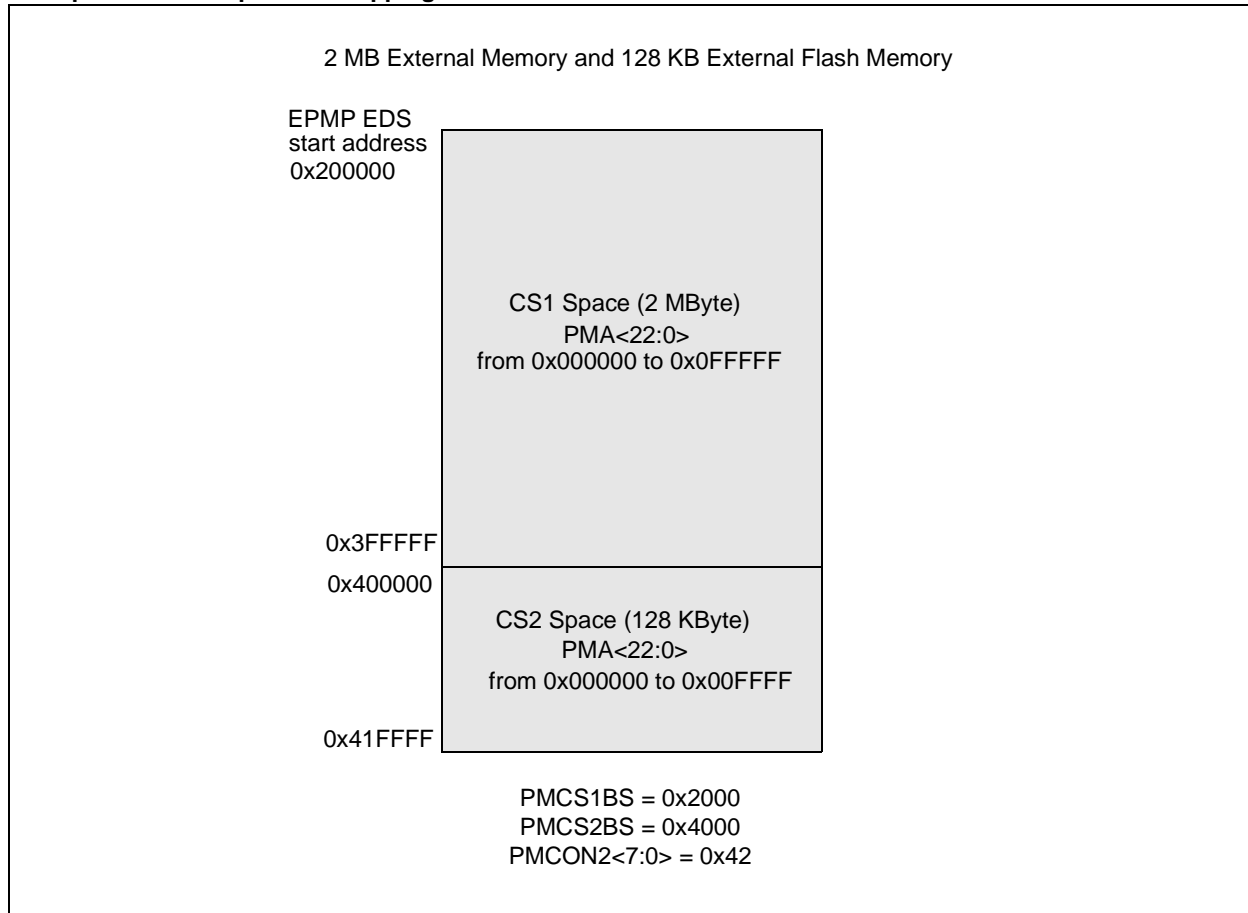 2 MB External Memory and 128 KB External Flash Memory
EPMP EDS
start address
0x200000
CS1 Space (2 MByte)
PMA<22:0>
from 0x000000 to 0x0FFFFF
0x3FFFFF
0x400000
CS2 Space (128 KByte)
PMA<22:0>
from 0x000000 to 0x00FFFF
0x41FFFF
PMCS1BS = 0x2000
PMCS2BS = 0x4000
PMCON2<7:0> = 0x42